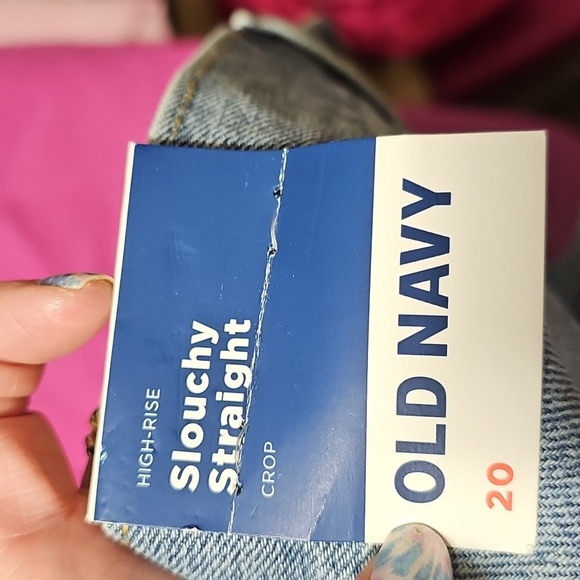 HIGH-RISE
Slouchy
Straight
CROP
OLD NAVY
20